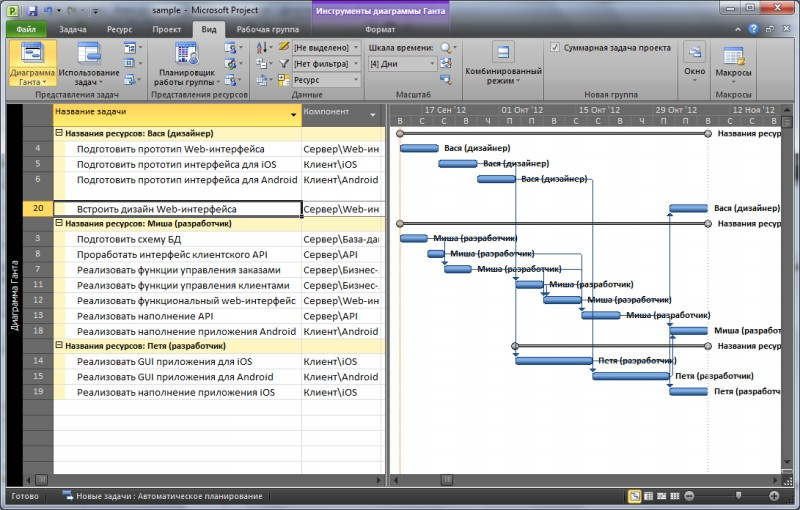 sample - Microsoft Project
Инструменты диаграммы Ганта
Файл Задача Ресурс Проект Вид Рабочая группа Формат
Диаграмма Ганта
Использование задач
Планировщик работы группы
[Не выделено]
[Нет фильтра]
Ресурс
Шкала времени:
[4] Дни
Комбинированный режим
Суммарная задача проекта
Окно
Макросы
Представления задач Представления ресурсов Данные Масштаб Новая группа Макросы
Название задачи Компонент
17 Сен '12 01 Окт '12 15 Окт '12 29 Окт '12 12 Ноя '12
В С С В П В С С В П В С
Названия ресурсов: Вася (дизайнер) Названия ресур
4 Подготовить прототип Web-интерфейса Сервер\Web-ин Вася (дизайнер)
5 Подготовить прототип интерфейса для iOS Клиент\iOS Вася (дизайнер)
6 Подготовить прототип интерфейса для Android Клиент\Android Вася (дизайнер)
20 Встроить дизайн Web-интерфейса Сервер\Web-ин Вася (дизайнер)
Названия ресурсов: Миша (разработчик) Названия ресур
3 Подготовить схему БД Сервер\База-да Миша (разработчик)
8 Проработать интерфейс клиентского API Сервер\API Миша (разработчик)
7 Реализовать функции управления заказами Сервер\Бизнес- Миша (разработчик)
11 Реализовать функции управления клиентами Сервер\Бизнес- Миша (разработчик)
12 Реализовать функциональный web-интерфейс Сервер\Web-ин Миша (разработчик)
13 Реализовать наполнение API Сервер\API Миша (разработчик)
18 Реализовать наполнение приложения Android Клиент\Android Миша (разработ
Названия ресурсов: Петя (разработчик) Названия ресур
14 Реализовать GUI приложения для iOS Клиент\iOS Петя (разработчик)
15 Реализовать GUI приложения для Android Клиент\Android Петя (разработчик)
19 Реализовать наполнение приложения iOS Клиент\iOS Петя (разработ
Диаграмма Ганта
Готово Новые задачи : Автоматическое планирование